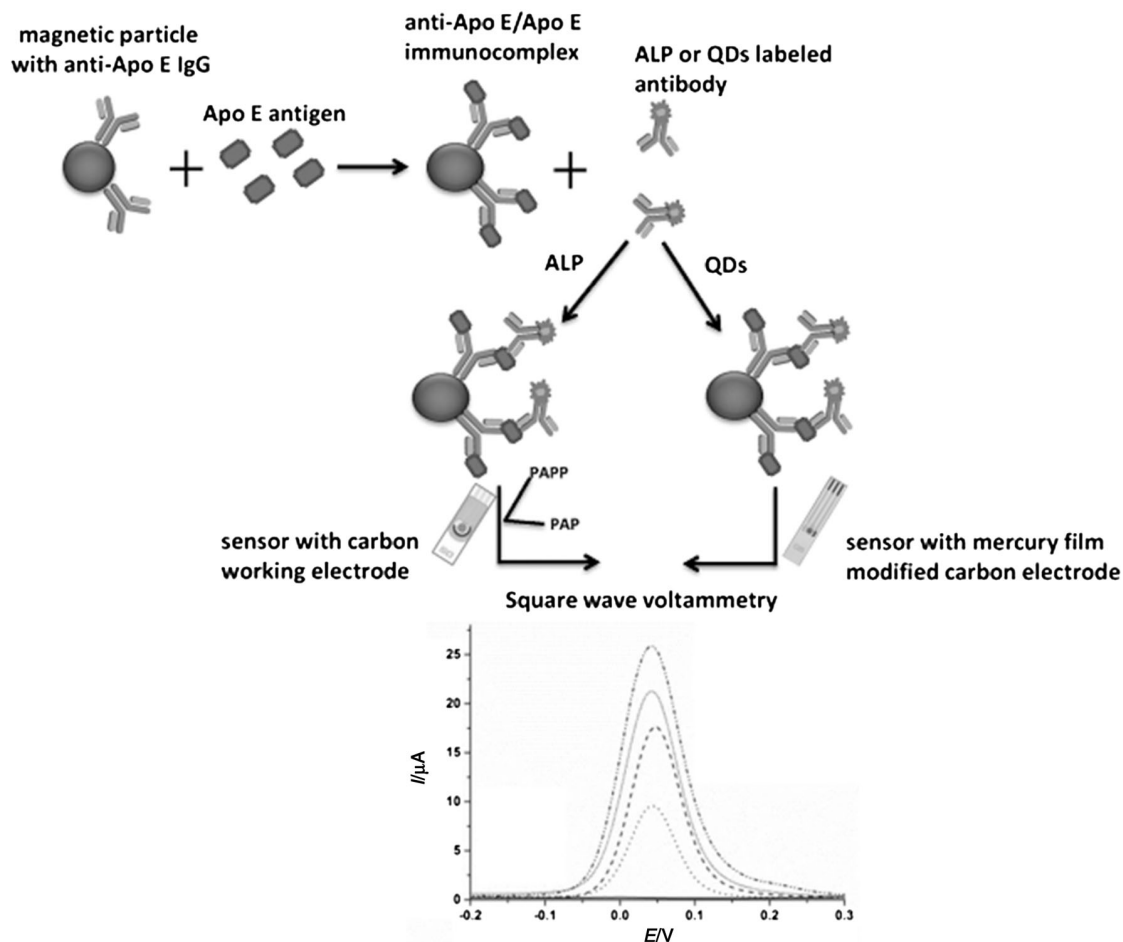 magnetic particle
with anti-Apo E IgG
Apo E antigen
anti-Apo E/Apo E
immunocomplex
ALP or QDs labeled
antibody
ALP
QDs
PAPP
PAP
sensor with carbon
working electrode
sensor with mercury film
modified carbon electrode
Square wave voltammetry
I/μA
25
20
15
10
5
0
-0.2
-0.1
0.0
0.1
0.2
0.3
E/V